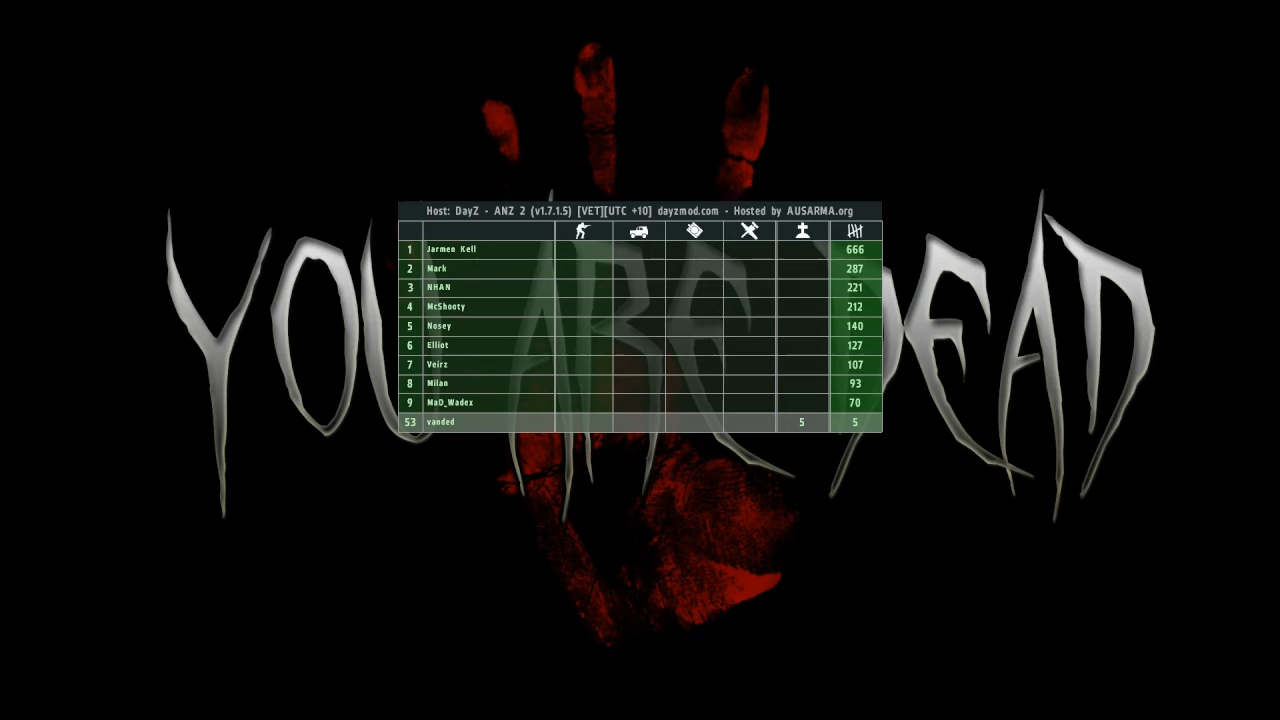 YOU ARE DEAD
Host: DayZ - ANZ 2 (v1.7.1.5) [VET][UTC +10] dayzmod.com - Hosted by AUSARMA.org
1 Jarmen Kell 666
2 Mark 287
3 NHAN 221
4 McShooty 212
5 Nosey 140
6 Elliot 127
7 Veirz 107
8 Milan 93
9 MaD_Wadex 70
53 vanded 5 5